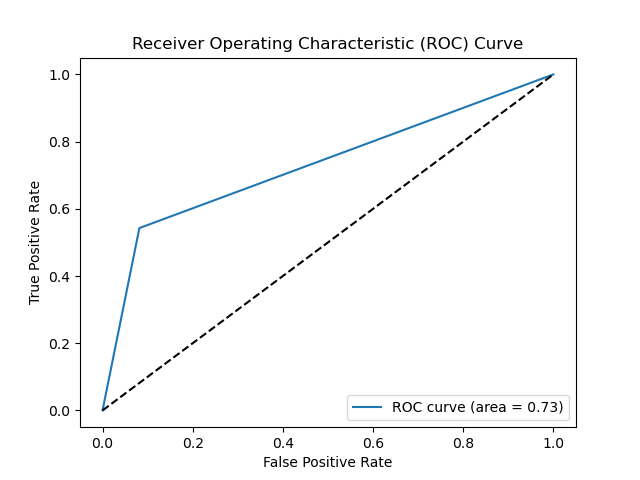 Receiver Operating Characteristic (ROC) Curve
1.0
0.8
0.6
0.4
0.2
0.0
True Positive Rate
ROC curve (area = 0.73)
0.0 0.2 0.4 0.6 0.8 1.0
False Positive Rate